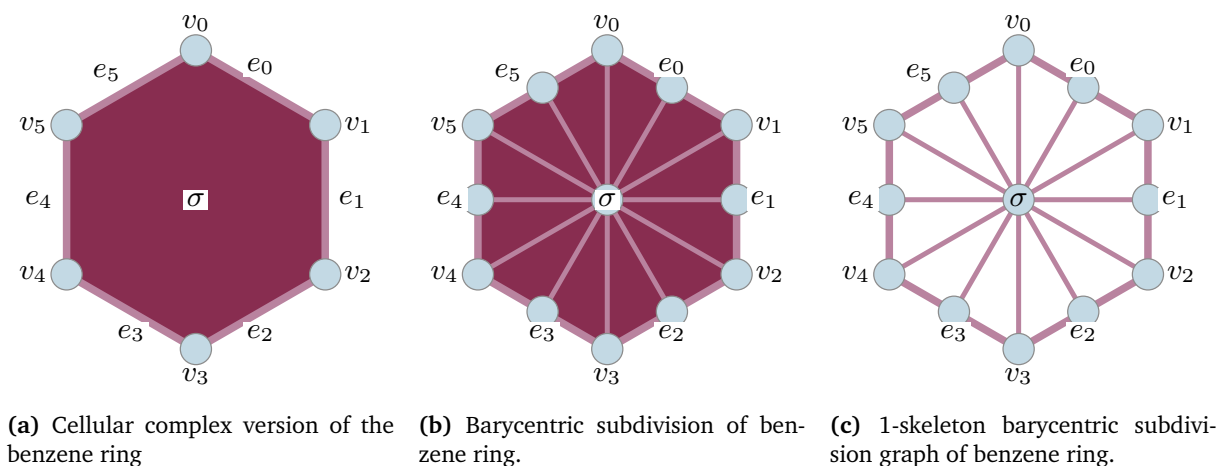 v0 v0 v0
e5 e0 e0 e5 e0
e5
v5 v1 v5 v1 v5 v1
e4 σ e1 e4 σ e1 e4 σ e1
v4 v2 v4 v2 v4 v2
e3 e2 e3 e2 e3 e2
v3 v3 v3
(a) Cellular complex version of the
benzene ring
(b) Barycentric subdivision of ben-
zene ring.
(c) 1-skeleton barycentric subdivi-
sion graph of benzene ring.